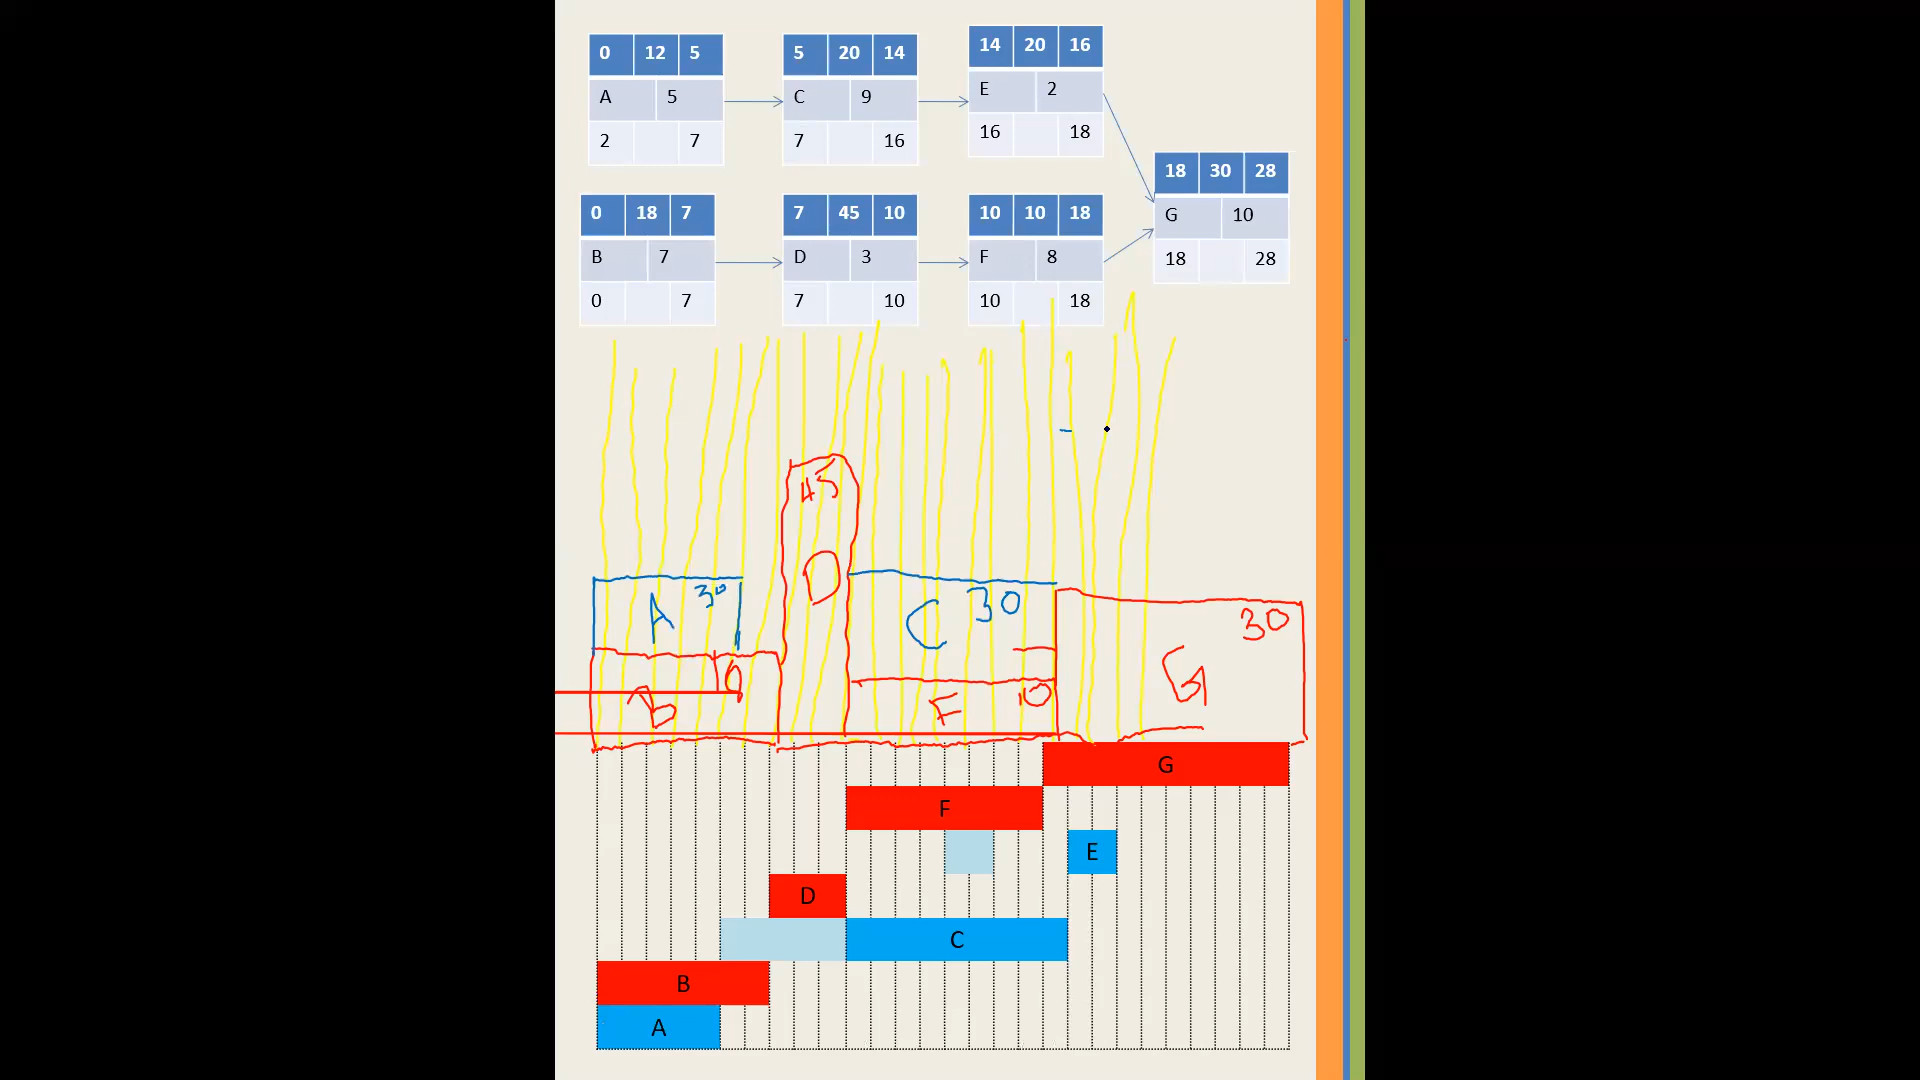 0 12 5
A 5
2 7
5 20 14
C 9
7 16
14 20 16
E 2
16 18
18 30 28
G 10
18 28
0 18 7
B 7
0 7
7 45 10
D 3
7 10
10 10 18
F 8
10 18
45
D
A 30
C 30
30
G
B
F 10
G
F
E
D
C
B
A